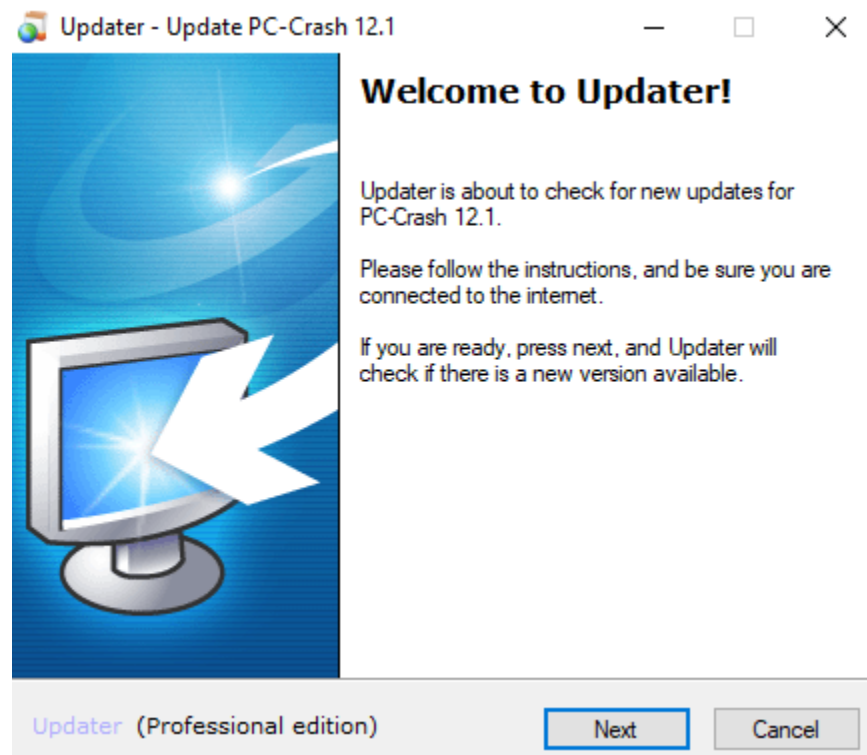 Updater - Update PC-Crash 12.1
Welcome to Updater!
Updater is about to check for new updates for
PC-Crash 12.1.
Please follow the instructions, and be sure you are
connected to the internet.
If you are ready, press next, and Updater will
check if there is a new version available.
Updater (Professional edition)
Next
Cancel